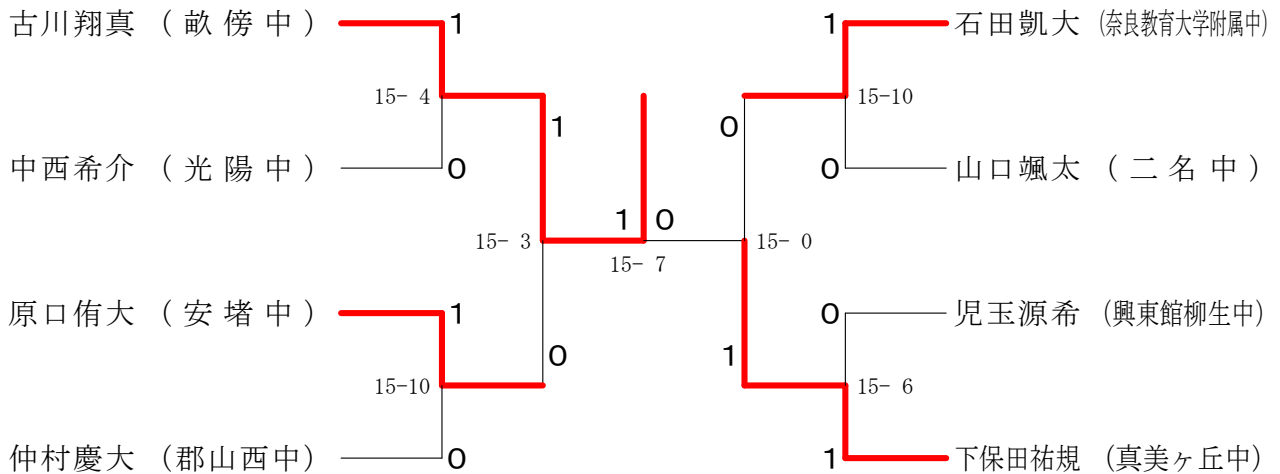 古川翔真 （ 畝 傍 中 ） 1 1 石田凱大 （奈良教育大学附属中）
15- 4 15-10
1 0
中西希介 （ 光 陽 中 ） 0 0 山口颯太 （ 二 名 中 ）
1 0
15- 3 15- 0
15- 7
原口侑大 （ 安 堵 中 ） 1 0 児玉源希 （興東館柳生中）
0 1
15-10 15- 6
仲村慶大 （郡山西中） 0 1 下保田祐規 （真美ヶ丘中）